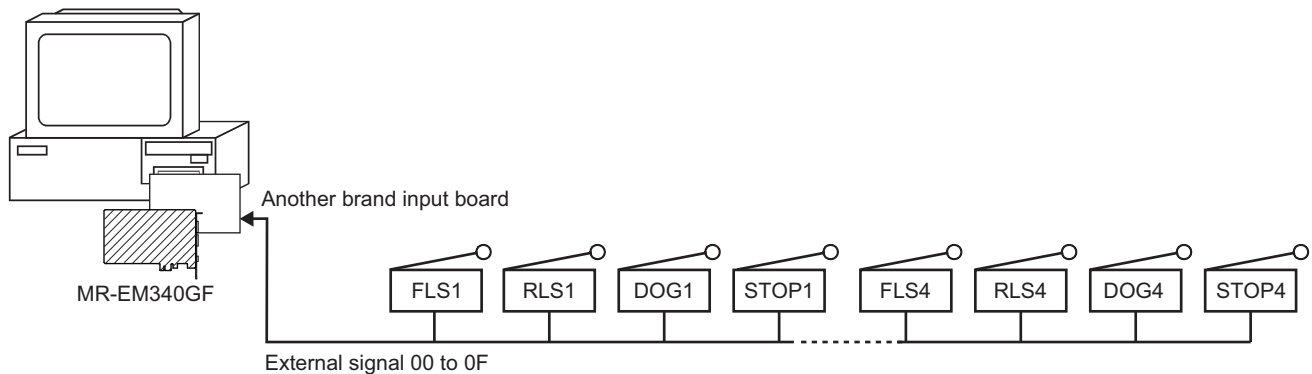 Another brand input board
MR-EM340GF
FLS1 RLS1 DOG1 STOP1 FLS4 RLS4 DOG4 STOP4
External signal 00 to 0F